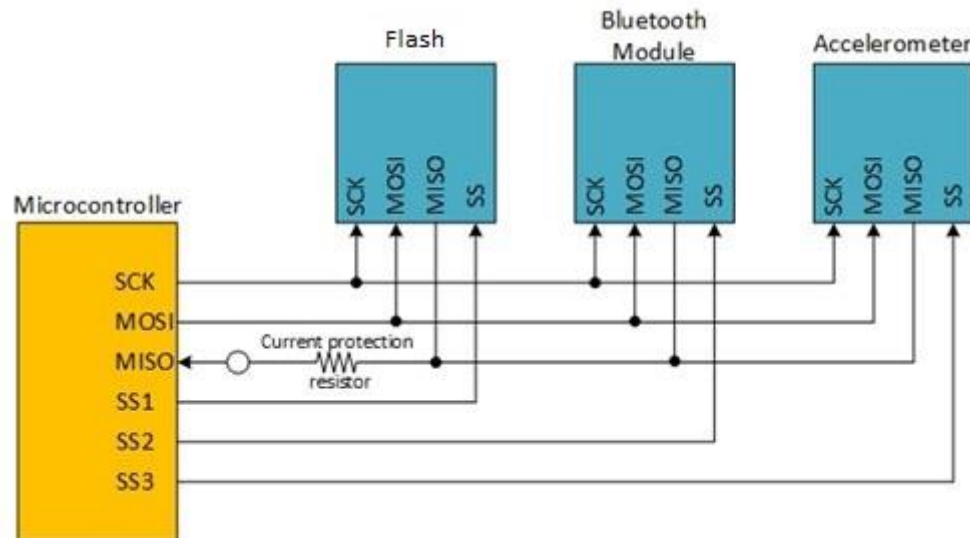 Flash
Bluetooth
Module
Accelerometer
SCK
MOSI
MISO
SS
SCK
MOSI
MISO
SS
SCK
MOSI
MISO
SS
Microcontroller
SCK
MOSI
MISO
SS1
SS2
SS3
Current protection
resistor